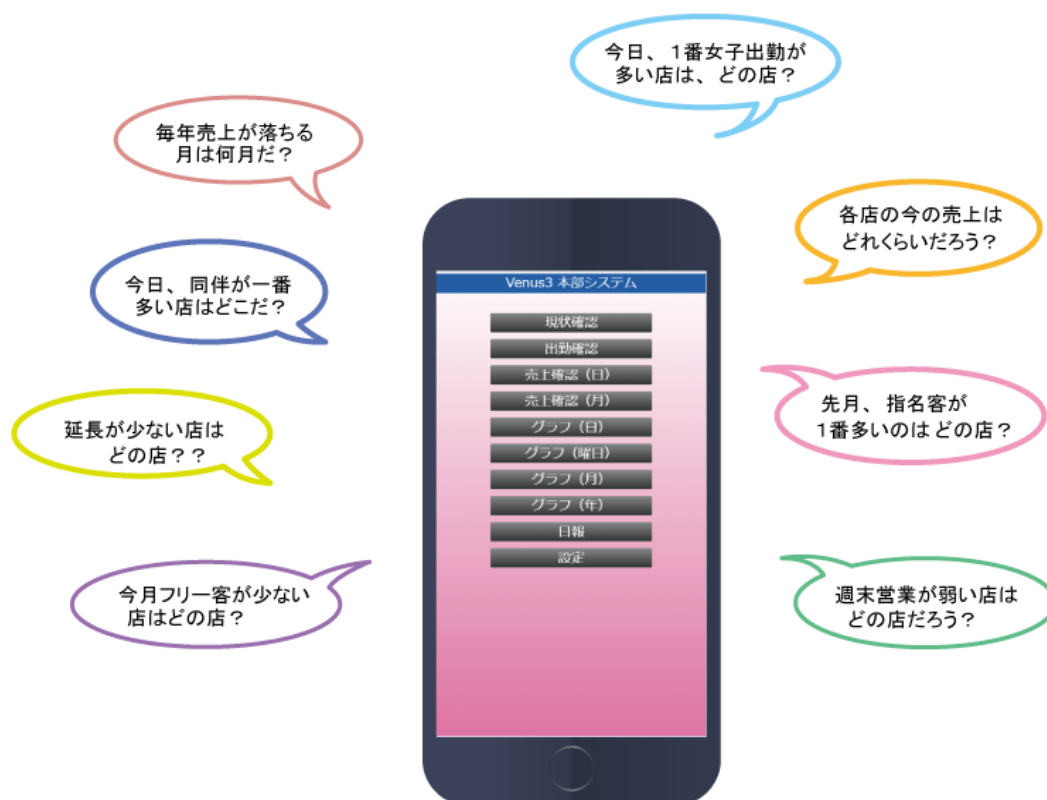 今日、1番女子出勤が
多い店は、どの店？
毎年売上が落ちる
月は何月だ？
各店の今の売上は
どれくらいだろう？
今日、同伴が一番
多い店はどこだ？
Venus3 本部システム
現状確認
出勤確認
売上確認（日）
売上確認（月）
グラフ（日）
グラフ（曜日）
グラフ（月）
グラフ（年）
日報
設定
先月、指名客が
1番多いのは どの店？
延長が少ない店は
どの店？？
今月フリー客が少ない
店はどの店？
週末営業が弱い店は
どの店だろう？